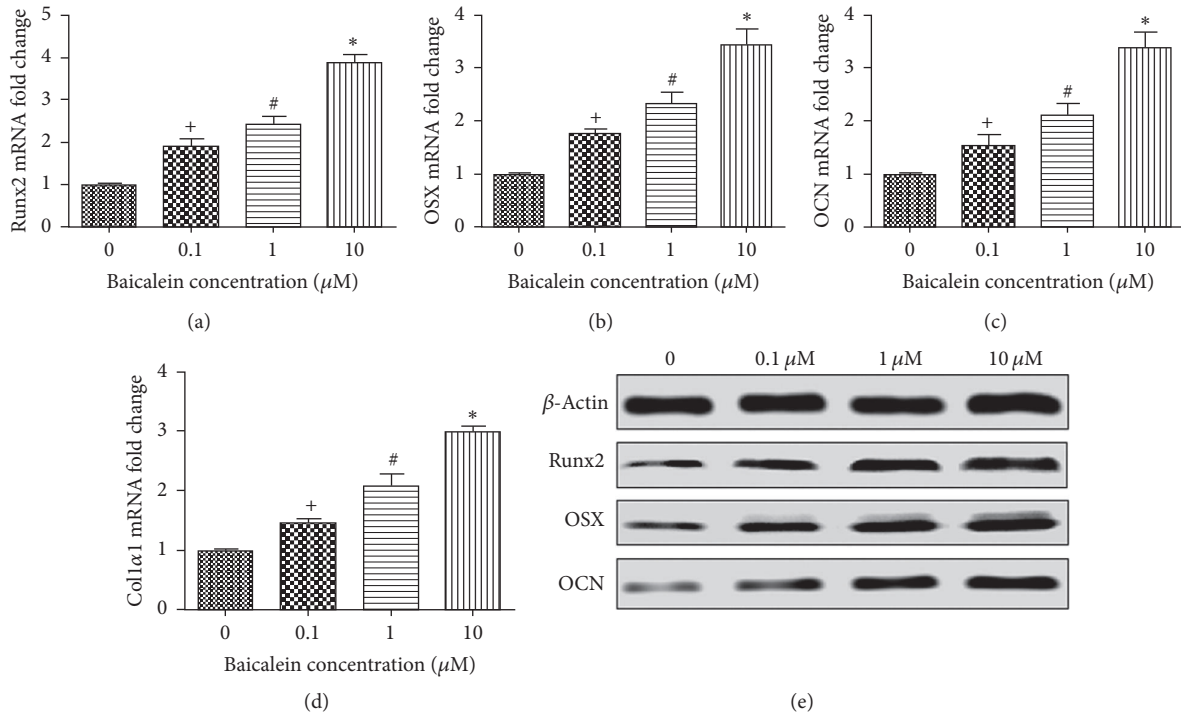 Runx2 mRNA fold change
5
4
3
2
1
0
+
#
*
0 0.1 1 10
Baicalein concentration (μM)
(a)
OSX mRNA fold change
4
3
2
1
0
+
#
*
0 0.1 1 10
Baicalein concentration (μM)
(b)
OCN mRNA fold change
4
3
2
1
0
+
#
*
0 0.1 1 10
Baicalein concentration (μM)
(c)
Col1α1 mRNA fold change
4
3
2
1
0
+
#
*
0 0.1 1 10
Baicalein concentration (μM)
(d)
0 0.1 μM 1 μM 10 μM
β-Actin
Runx2
OSX
OCN
(e)